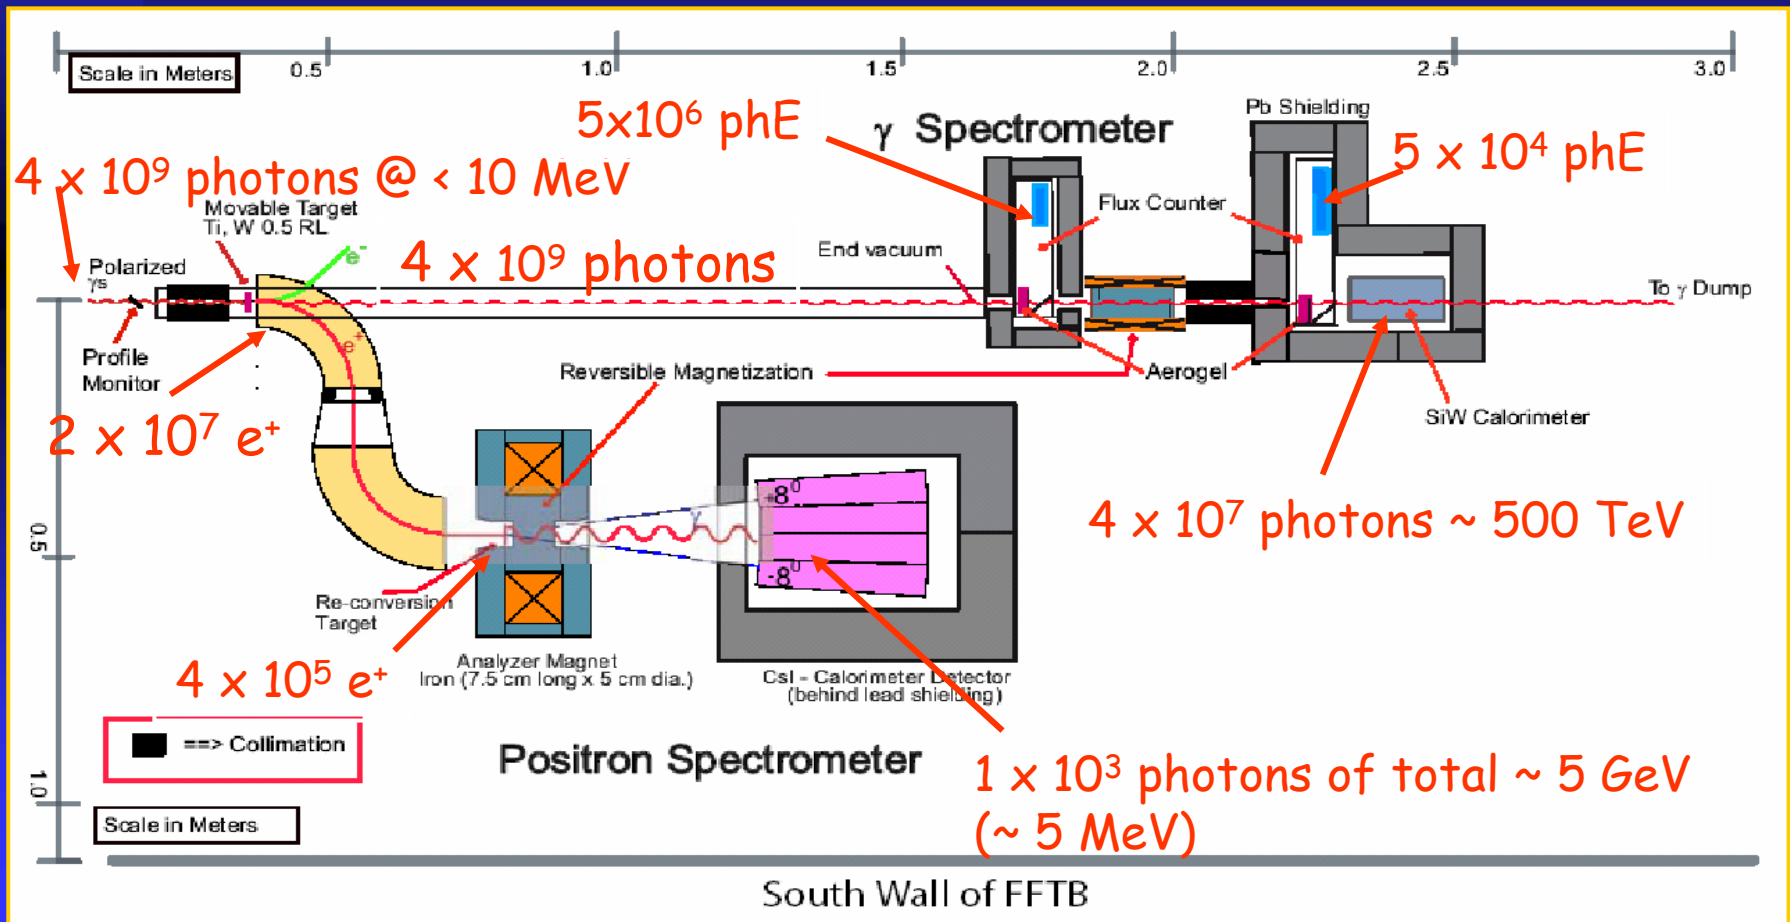 Scale in Meters
0.5
1.0
1.5
2.0
2.5
3.0
Pb Shielding
5x10⁶ phE
γ Spectrometer
5 x 10⁴ phE
4 x 10⁹ photons @ < 10 MeV
Movable Target
Ti, W 0.5 RL
Flux Counter
e⁻
4 x 10⁹ photons
End vacuum
Polarized
γs
To γ Dump
e⁺
Profile
Monitor
Reversible Magnetization
Aerogel
SiW Calorimeter
2 x 10⁷ e⁺
+8⁰
γ
4 x 10⁷ photons ~ 500 TeV
0.5
-8⁰
Re-conversion
Target
4 x 10⁵ e⁺
Analyzer Magnet
Iron (7.5 cm long x 5 cm dia.)
CsI - Calorimeter Detector
(behind lead shielding)
==> Collimation
Positron Spectrometer
1 x 10³ photons of total ~ 5 GeV
(~ 5 MeV)
1.0
Scale in Meters
South Wall of FFTB